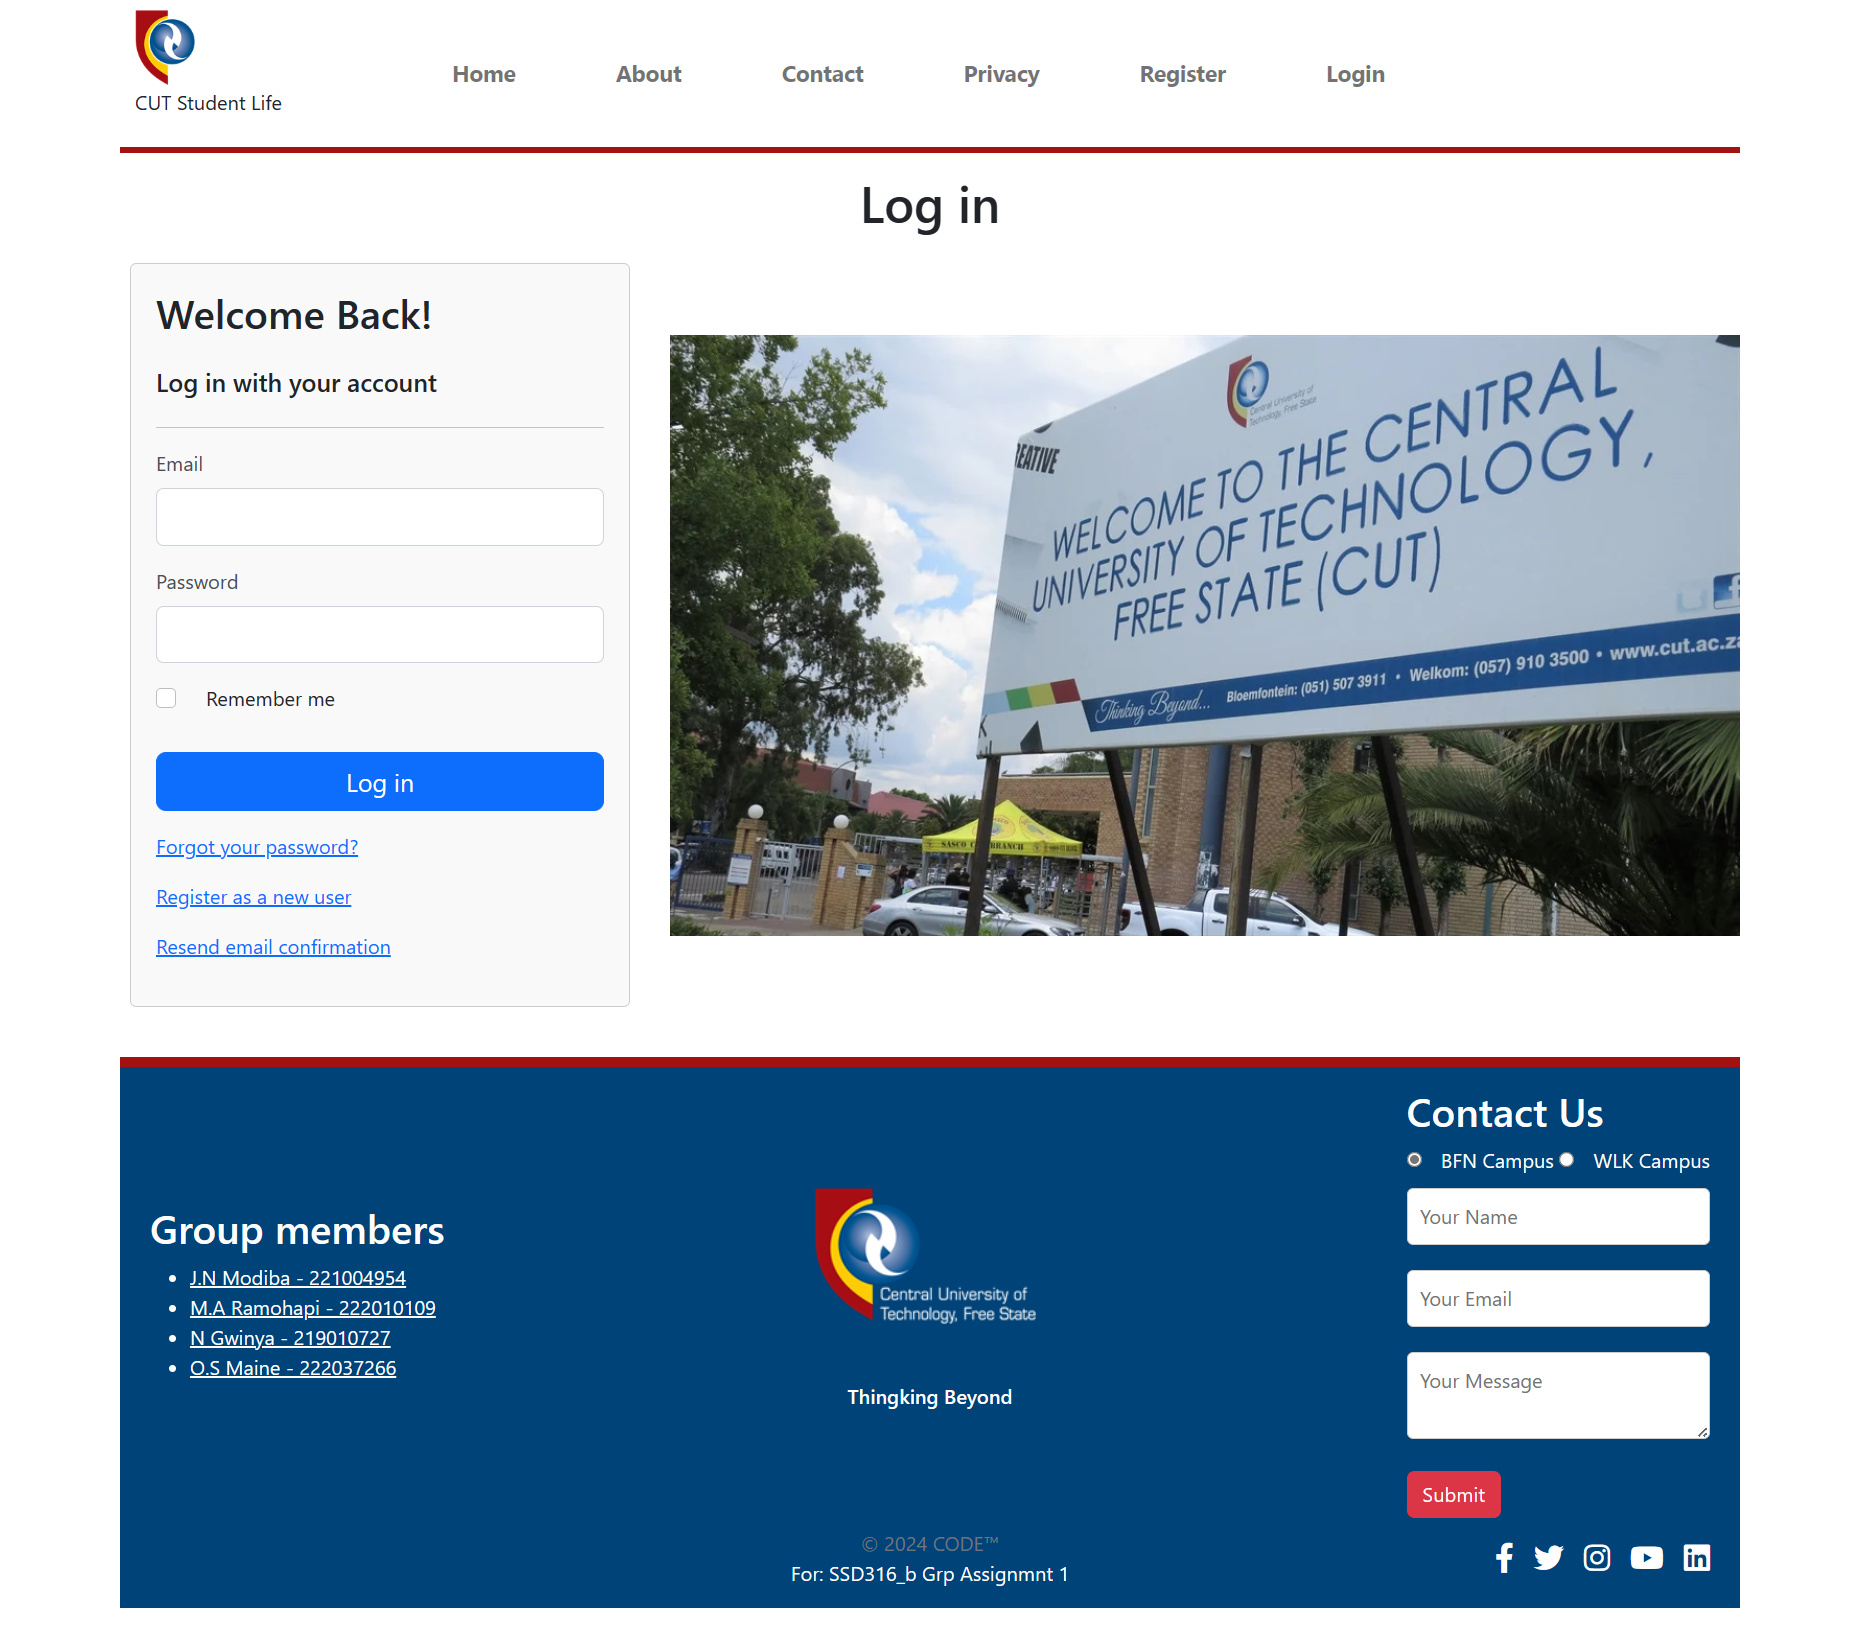 CUT Student Life
Home About Contact Privacy Register Login
Log in
Welcome Back!
Log in with your account
Email
Password
Remember me
Log in
Forgot your password?
Register as a new user
Resend email confirmation
Central University of
Technology, Free State
REATIVE
WELCOME TO THE CENTRAL
UNIVERSITY OF TECHNOLOGY,
FREE STATE (CUT)
Thinking Beyond...
Bloemfontein: (051) 507 3911 • Welkom: (057) 910 3500 • www.cut.ac.za
SASCO
BRANCH
Group members
J.N Modiba - 221004954
M.A Ramohapi - 222010109
N Gwinya - 219010727
O.S Maine - 222037266
Central University of
Technology, Free State
Thingking Beyond
Contact Us
BFN Campus WLK Campus
Your Name
Your Email
Your Message
Submit
© 2024 CODE™
For: SSD316_b Grp Assignmnt 1